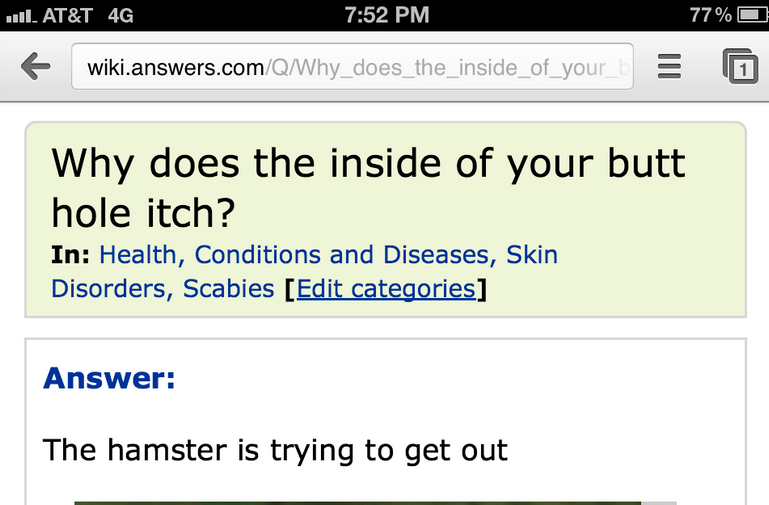 AT&T 4G 7:52 PM 77%
wiki.answers.com/Q/Why_does_the_inside_of_your_b
1
Why does the inside of your butt
hole itch?
In: Health, Conditions and Diseases, Skin
Disorders, Scabies [Edit categories]
Answer:
The hamster is trying to get out